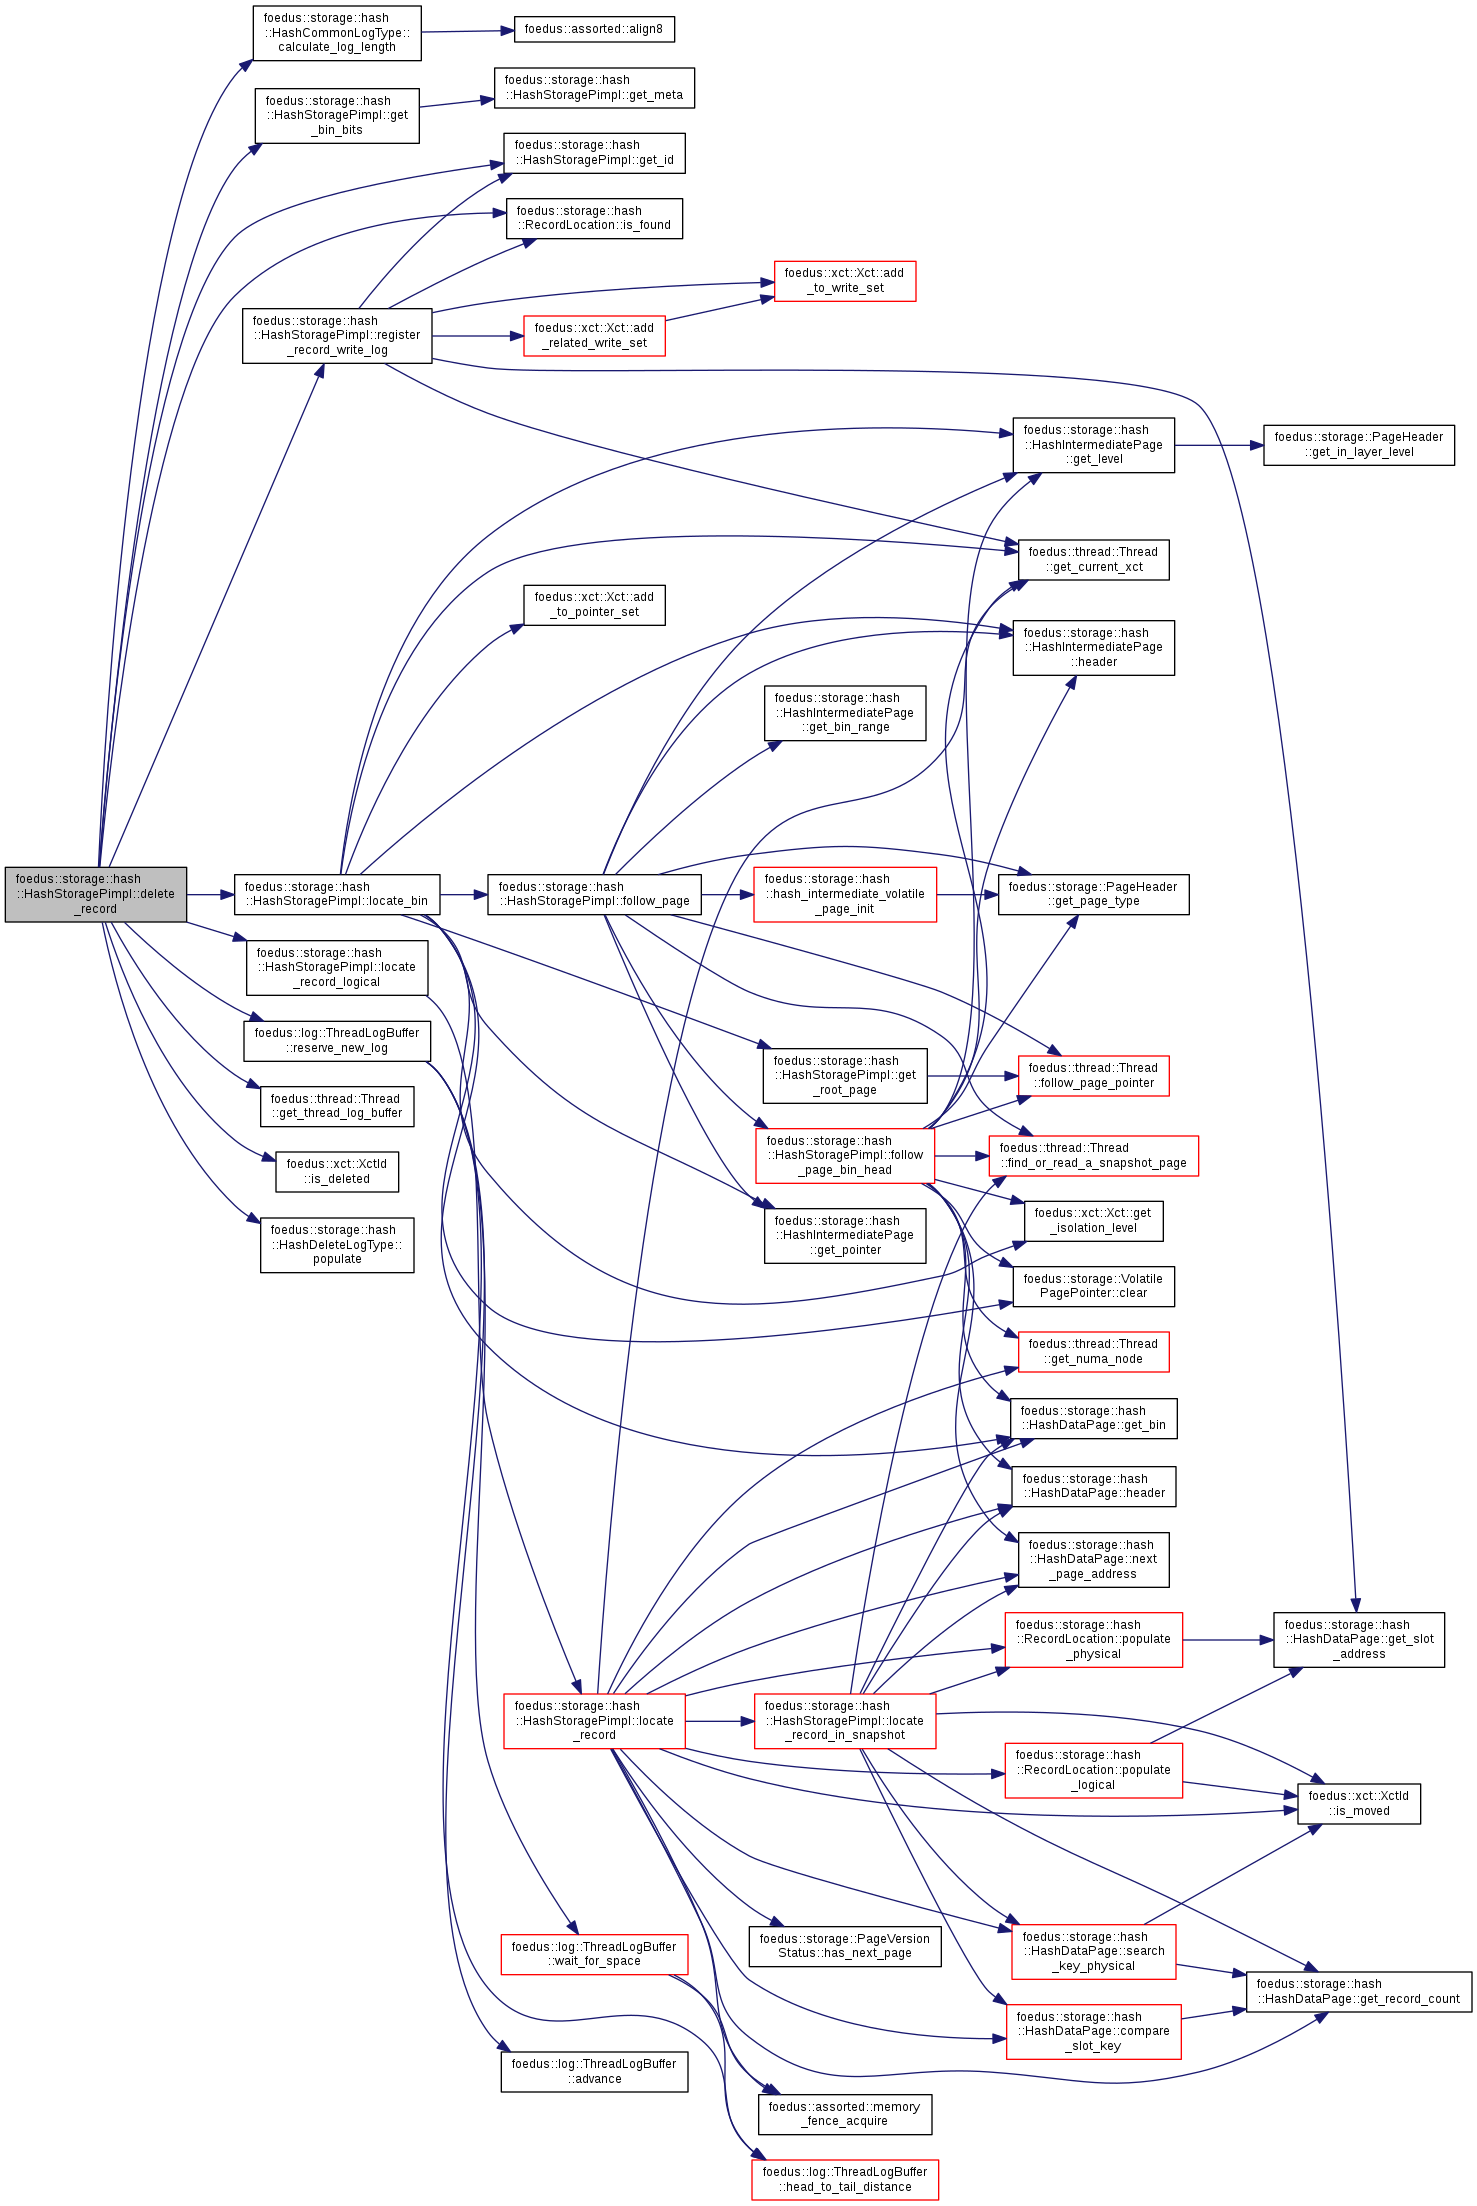 foedus::storage::hash
::HashStoragePimpl::delete
_record
foedus::storage::hash
::HashCommonLogType::
calculate_log_length
foedus::assorted::align8
foedus::storage::hash
::HashStoragePimpl::get
_bin_bits
foedus::storage::hash
::HashStoragePimpl::get_meta
foedus::storage::hash
::HashStoragePimpl::get_id
foedus::storage::hash
::RecordLocation::is_found
foedus::storage::hash
::HashStoragePimpl::register
_record_write_log
foedus::xct::Xct::add
_to_write_set
foedus::xct::Xct::add
_related_write_set
foedus::storage::hash
::HashIntermediatePage
::get_level
foedus::storage::PageHeader
::get_in_layer_level
foedus::thread::Thread
::get_current_xct
foedus::xct::Xct::add
_to_pointer_set
foedus::storage::hash
::HashIntermediatePage
::header
foedus::storage::hash
::HashIntermediatePage
::get_bin_range
foedus::storage::hash
::HashStoragePimpl::locate_bin
foedus::storage::hash
::HashStoragePimpl::follow_page
foedus::storage::hash
::hash_intermediate_volatile
_page_init
foedus::storage::PageHeader
::get_page_type
foedus::storage::hash
::HashStoragePimpl::locate
_record_logical
foedus::log::ThreadLogBuffer
::reserve_new_log
foedus::storage::hash
::HashStoragePimpl::get
_root_page
foedus::thread::Thread
::follow_page_pointer
foedus::thread::Thread
::get_thread_log_buffer
foedus::storage::hash
::HashStoragePimpl::follow
_page_bin_head
foedus::thread::Thread
::find_or_read_a_snapshot_page
foedus::xct::XctId
::is_deleted
foedus::storage::hash
::HashDeleteLogType::
populate
foedus::storage::hash
::HashIntermediatePage
::get_pointer
foedus::xct::Xct::get
_isolation_level
foedus::storage::Volatile
PagePointer::clear
foedus::thread::Thread
::get_numa_node
foedus::storage::hash
::HashDataPage::get_bin
foedus::storage::hash
::HashDataPage::header
foedus::storage::hash
::HashDataPage::next
_page_address
foedus::storage::hash
::RecordLocation::populate
_physical
foedus::storage::hash
::HashDataPage::get_slot
_address
foedus::storage::hash
::HashStoragePimpl::locate
_record
foedus::storage::hash
::HashStoragePimpl::locate
_record_in_snapshot
foedus::storage::hash
::RecordLocation::populate
_logical
foedus::xct::XctId
::is_moved
foedus::storage::PageVersion
Status::has_next_page
foedus::storage::hash
::HashDataPage::search
_key_physical
foedus::log::ThreadLogBuffer
::wait_for_space
foedus::storage::hash
::HashDataPage::get_record_count
foedus::storage::hash
::HashDataPage::compare
_slot_key
foedus::log::ThreadLogBuffer
::advance
foedus::assorted::memory
_fence_acquire
foedus::log::ThreadLogBuffer
::head_to_tail_distance